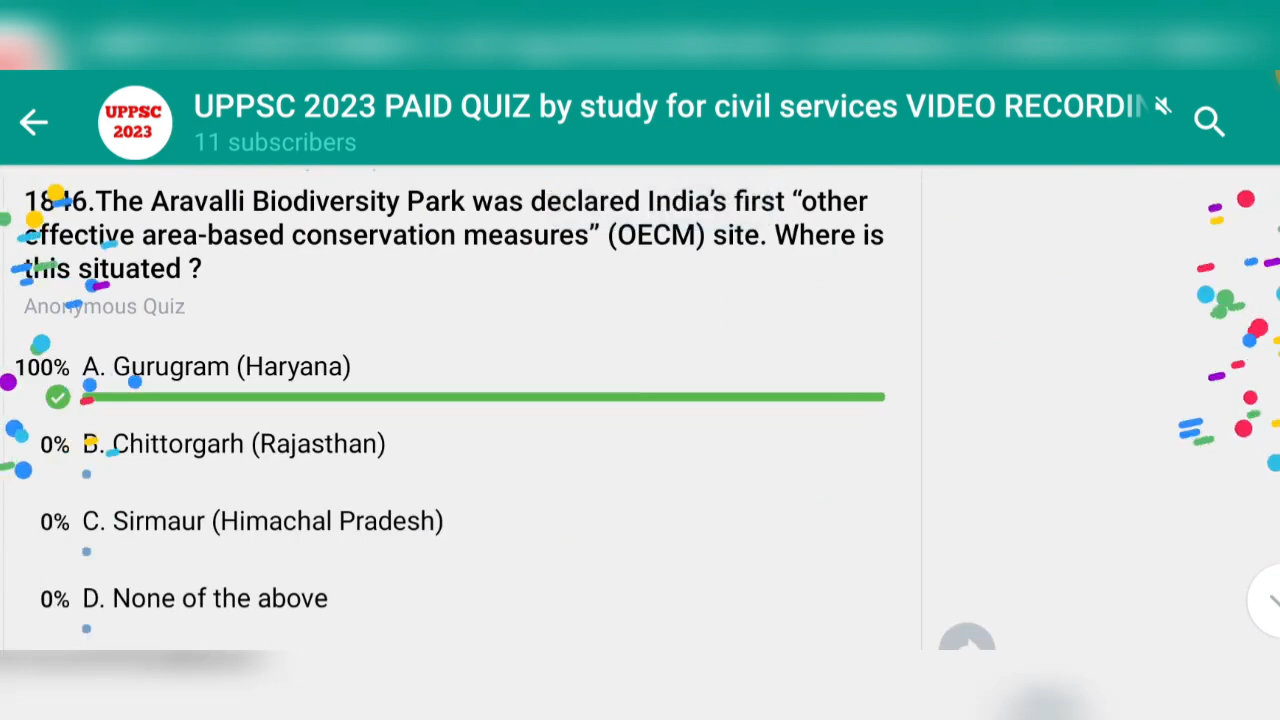 UPPSC
2023
UPPSC 2023 PAID QUIZ by study for civil services VIDEO
11 subscribers
1846.The Aravalli Biodiversity Park was declared India’s first “other
effective area-based conservation measures” (OECM) site. Where is
this situated ?
Anonymous Quiz
100% A. Gurugram (Haryana)
0% B. Chittorgarh (Rajasthan)
0% C. Sirmaur (Himachal Pradesh)
0% D. None of the above